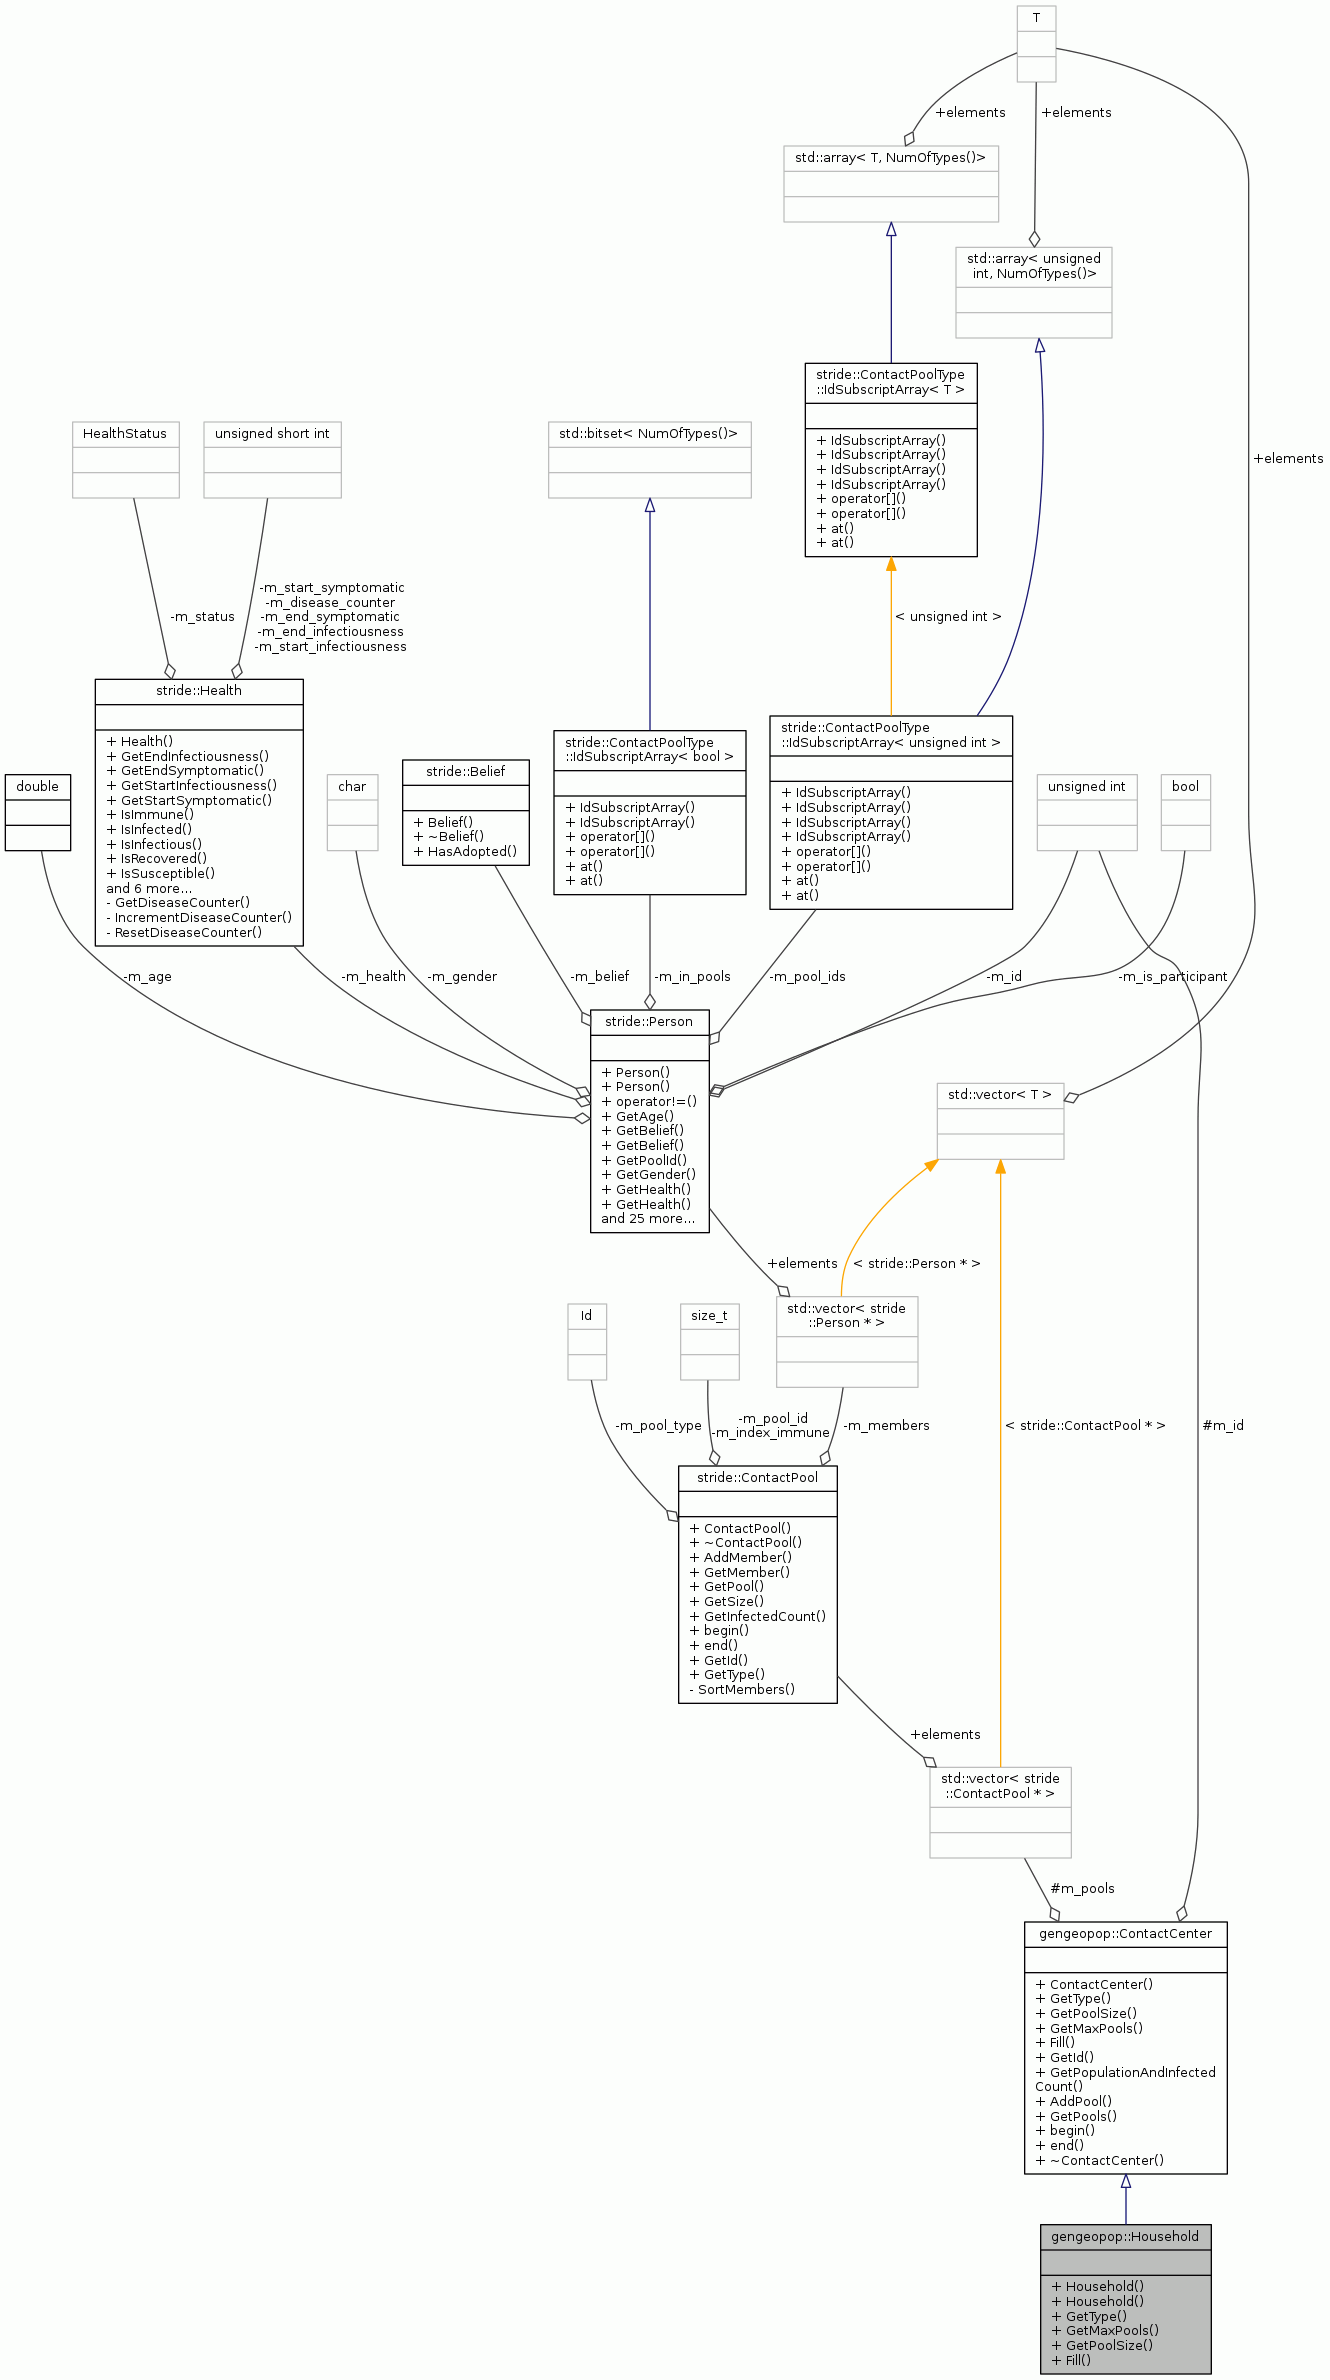 T
+elements
+elements
std::array< T, NumOfTypes()>
std::array< unsigned
int, NumOfTypes()>
stride::ContactPoolType
::IdSubscriptArray< T >
+ IdSubscriptArray()
+ IdSubscriptArray()
+ IdSubscriptArray()
+ IdSubscriptArray()
+ operator[]()
+ operator[]()
+ at()
+ at()
+elements
HealthStatus
unsigned short int
std::bitset< NumOfTypes()>
-m_status
-m_start_symptomatic
-m_disease_counter
-m_end_symptomatic
-m_end_infectiousness
-m_start_infectiousness
< unsigned int >
stride::Health
+ Health()
+ GetEndInfectiousness()
+ GetEndSymptomatic()
+ GetStartInfectiousness()
+ GetStartSymptomatic()
+ IsImmune()
+ IsInfected()
+ IsInfectious()
+ IsRecovered()
+ IsSusceptible()
and 6 more...
- GetDiseaseCounter()
- IncrementDiseaseCounter()
- ResetDiseaseCounter()
double
char
stride::Belief
+ Belief()
+ ~Belief()
+ HasAdopted()
stride::ContactPoolType
::IdSubscriptArray< bool >
+ IdSubscriptArray()
+ IdSubscriptArray()
+ operator[]()
+ operator[]()
+ at()
+ at()
stride::ContactPoolType
::IdSubscriptArray< unsigned int >
+ IdSubscriptArray()
+ IdSubscriptArray()
+ IdSubscriptArray()
+ IdSubscriptArray()
+ operator[]()
+ operator[]()
+ at()
+ at()
unsigned int
bool
-m_age
-m_health
-m_gender
-m_belief
-m_in_pools
-m_pool_ids
-m_id
-m_is_participant
stride::Person
+ Person()
+ Person()
+ operator!=()
+ GetAge()
+ GetBelief()
+ GetBelief()
+ GetPoolId()
+ GetGender()
+ GetHealth()
+ GetHealth()
and 25 more...
std::vector< T >
+elements
< stride::Person * >
Id
size_t
std::vector< stride
::Person * >
-m_pool_type
-m_pool_id
-m_index_immune
-m_members
< stride::ContactPool * >
#m_id
stride::ContactPool
+ ContactPool()
+ ~ContactPool()
+ AddMember()
+ GetMember()
+ GetPool()
+ GetSize()
+ GetInfectedCount()
+ begin()
+ end()
+ GetId()
+ GetType()
- SortMembers()
+elements
std::vector< stride
::ContactPool * >
#m_pools
gengeopop::ContactCenter
+ ContactCenter()
+ GetType()
+ GetPoolSize()
+ GetMaxPools()
+ Fill()
+ GetId()
+ GetPopulationAndInfected
Count()
+ AddPool()
+ GetPools()
+ begin()
+ end()
+ ~ContactCenter()
gengeopop::Household
+ Household()
+ Household()
+ GetType()
+ GetMaxPools()
+ GetPoolSize()
+ Fill()